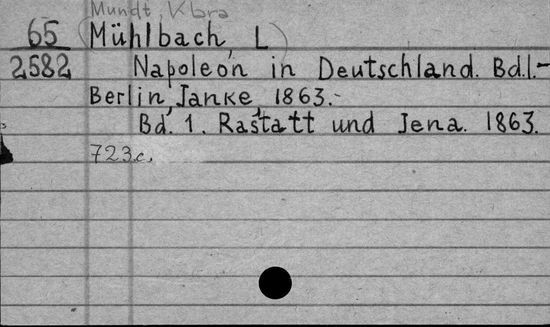 Mundt Klara
65 (Mühlbach, L)
2582 Napoleon in Deutschland. Bd.1.-
Berlin, Janke, 1863.-
Bd. 1. Rastatt und Jena. 1863.
723.c.